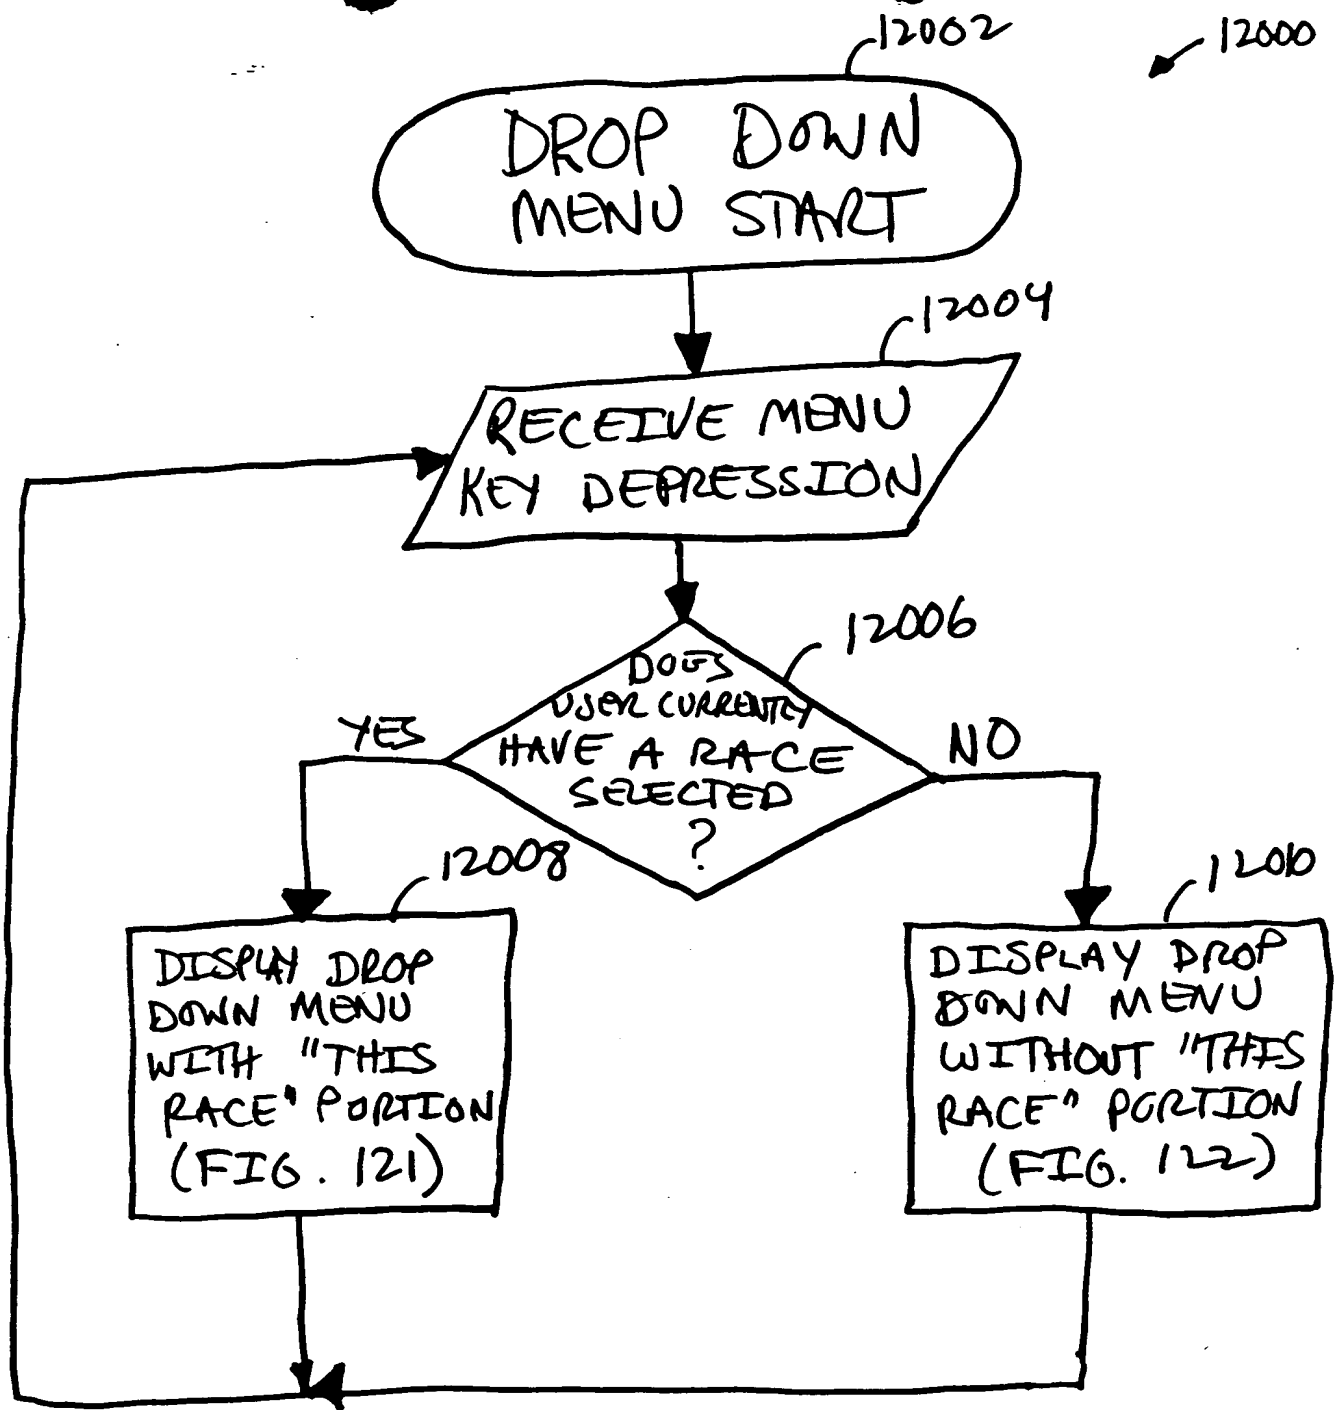 12002
12000
DROP DOWN
MENU START
12004
RECEIVE MENU
KEY DEPRESSION
12006
DOES
USER CURRENTLY
HAVE A RACE
SELECTED
?
YES
NO
12008
DISPLAY DROP
DOWN MENU
WITH "THIS
RACE" PORTION
(FIG. 121)
12010
DISPLAY DROP
DOWN MENU
WITHOUT "THIS
RACE" PORTION
(FIG. 122)